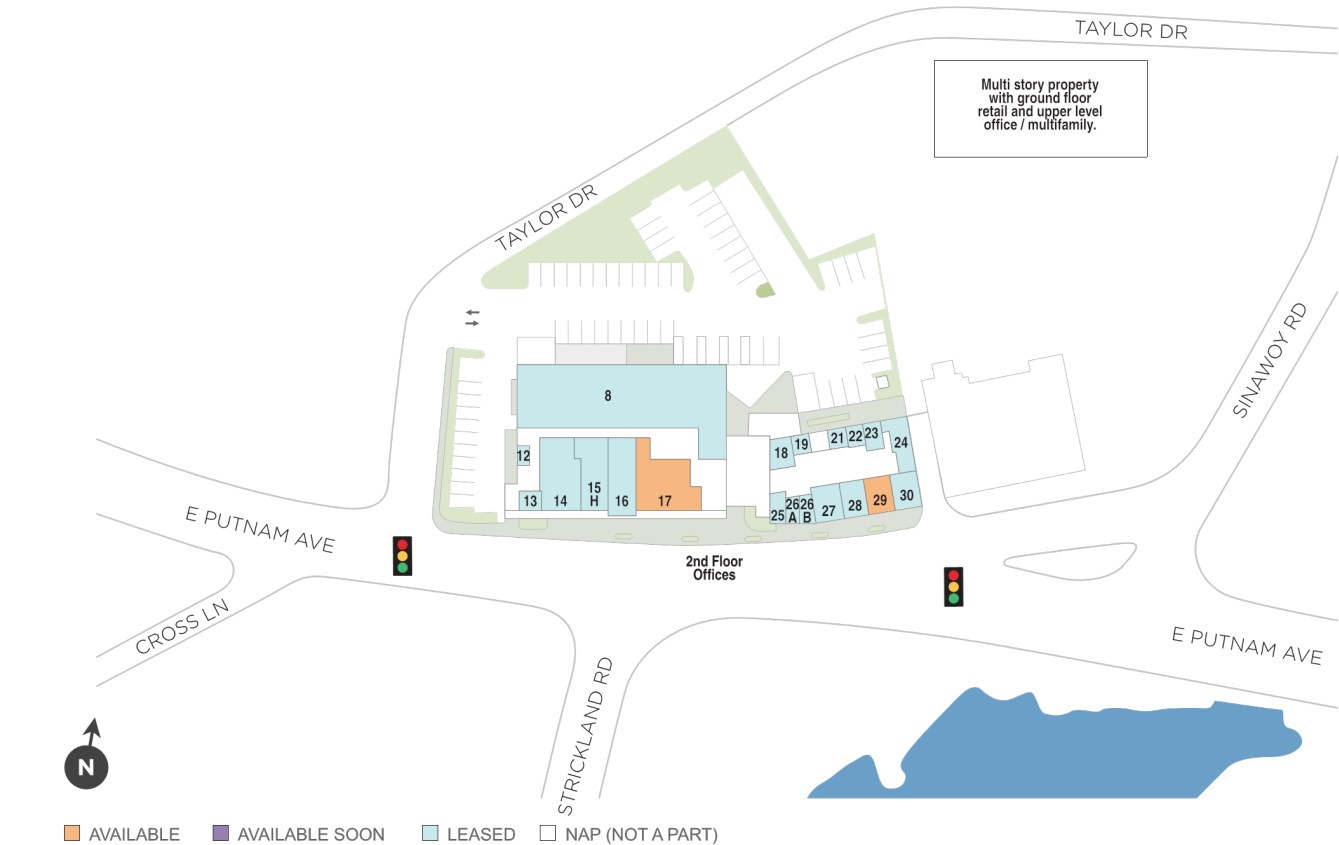 TAYLOR DR
Multi story property
with ground floor
retail and upper level
office / multifamily.
TAYLOR DR
SINAWOY RD
8
12
13
14
15
H
16
17
18
19
21
22
23
24
25
26
A
26
B
27
28
29
30
E PUTNAM AVE
2nd Floor
Offices
CROSS LN
STRICKLAND RD
E PUTNAM AVE
N
AVAILABLE
AVAILABLE SOON
LEASED
NAP (NOT A PART)